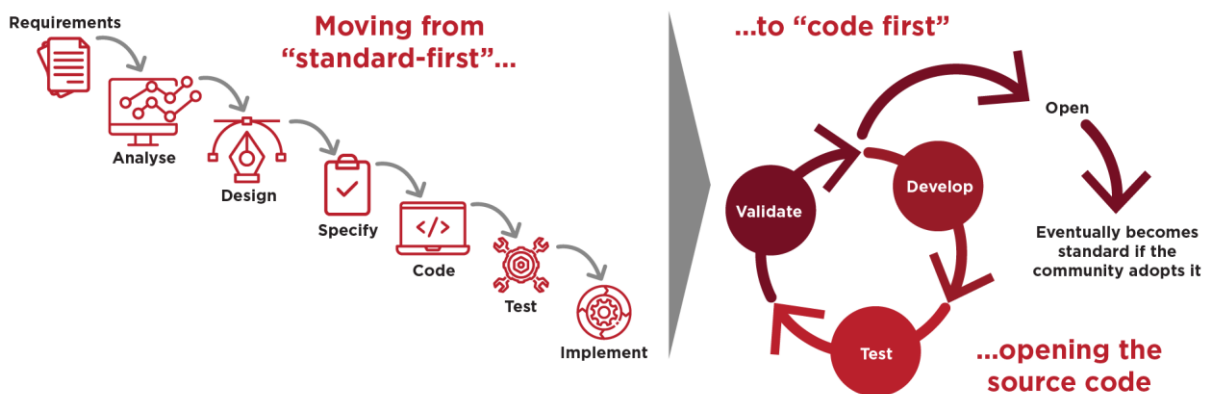 Requirements
Analyse
Design
Specify
</>
Code
Test
Implement
Moving from
“standard-first”...
...to “code first”
Open
Develop
Validate
Test
Eventually becomes
standard if the
community adopts it
...opening the
source code